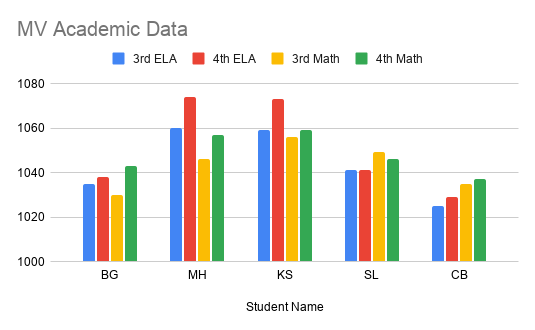 MV Academic Data
3rd ELA 4th ELA 3rd Math 4th Math
1080
1060
1040
1020
1000
BG MH KS SL CB
Student Name